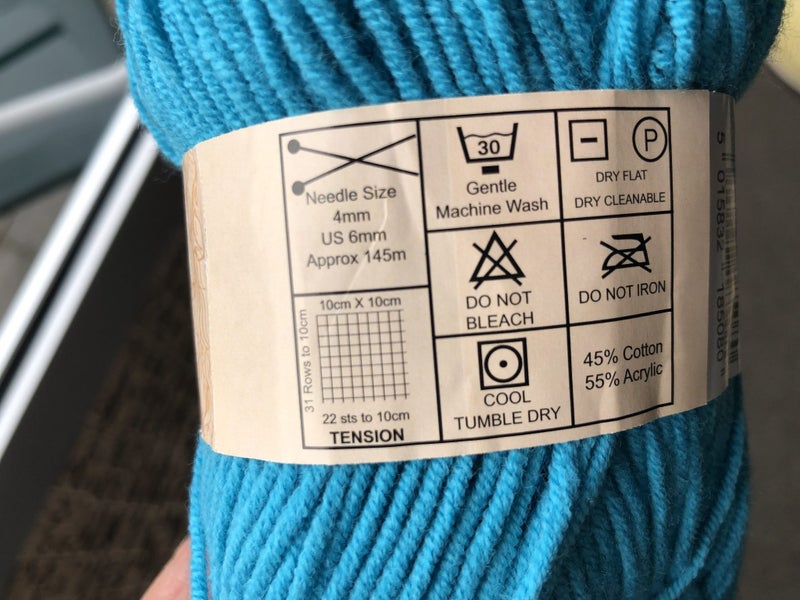 Needle Size
4mm
US 6mm
Approx 145m
10cm X 10cm
31 Rows to 10cm
22 sts to 10cm
TENSION
30
Gentle
Machine Wash
DO NOT
BLEACH
COOL
TUMBLE DRY
P
DRY FLAT
DRY CLEANABLE
DO NOT IRON
45% Cotton
55% Acrylic
5 015832 185080